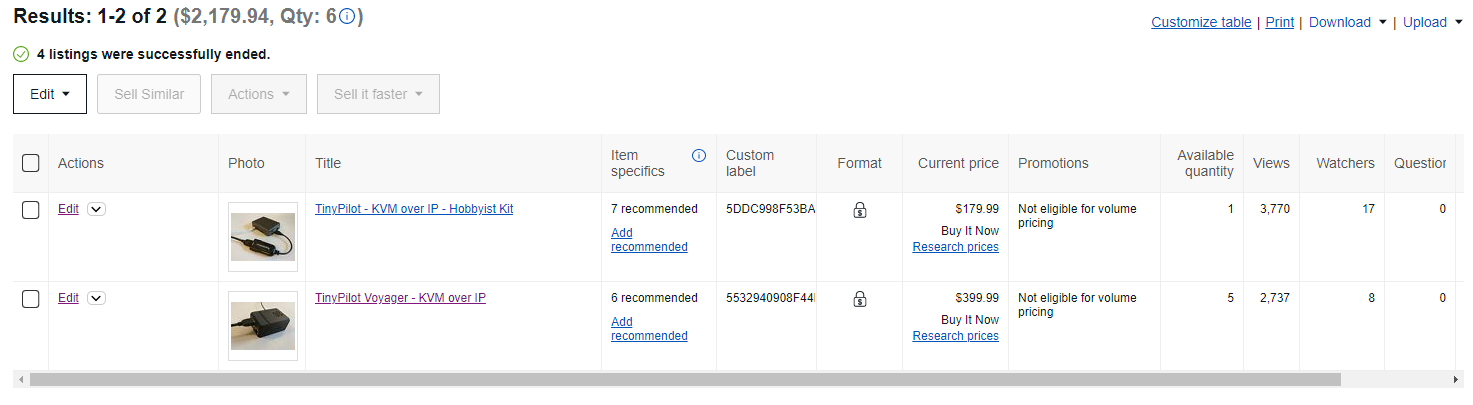 Results: 1-2 of 2 ($2,179.94, Qty: 6)
Customize table | Print | Download | Upload
4 listings were successfully ended.
Edit
Sell Similar
Actions
Sell it faster
Actions
Photo
Title
Item specifics
Custom label
Format
Current price
Promotions
Available quantity
Views
Watchers
Question
Edit
TinyPilot - KVM over IP - Hobbyist Kit
7 recommended
Add recommended
5DDC998F53BA
$179.99
Buy It Now
Research prices
Not eligible for volume pricing
1
3,770
17
0
Edit
TinyPilot Voyager - KVM over IP
6 recommended
Add recommended
5532940908F44
$399.99
Buy It Now
Research prices
Not eligible for volume pricing
5
2,737
8
0